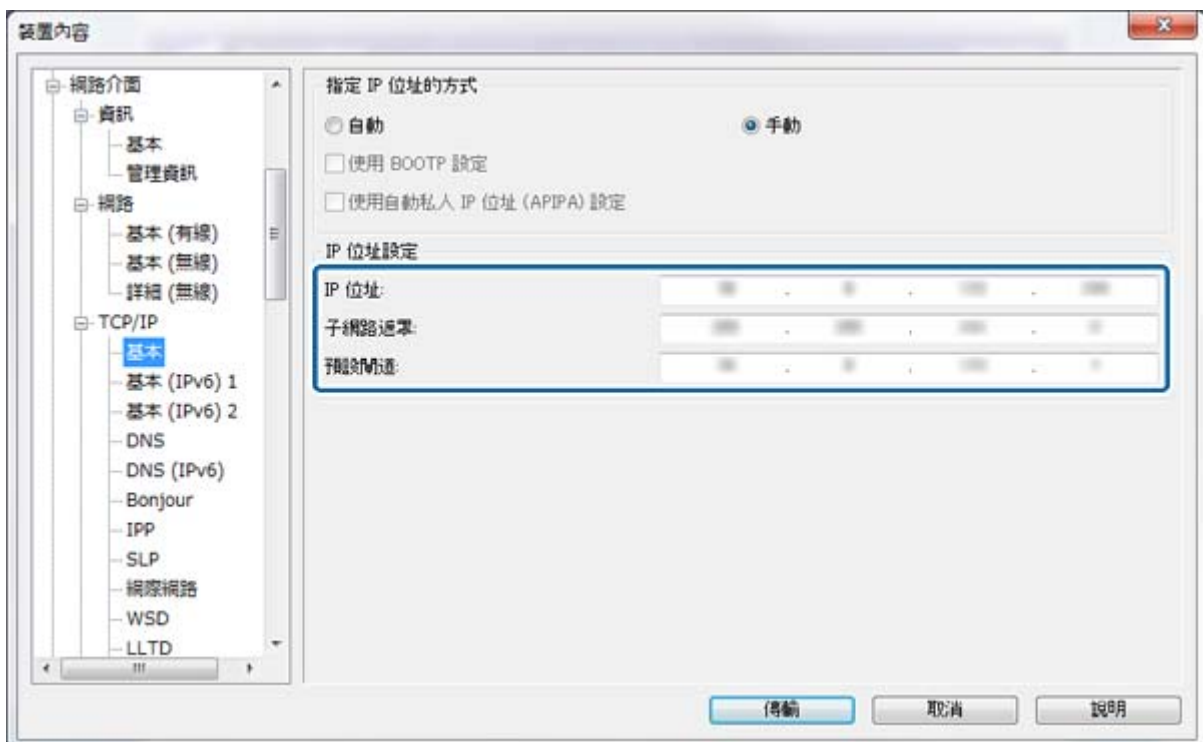 裝置內容
網路介面
資訊
基本
管理資訊
網路
基本 (有線)
基本 (無線)
詳細 (無線)
TCP/IP
基本
基本 (IPv6) 1
基本 (IPv6) 2
DNS
DNS (IPv6)
Bonjour
IPP
SLP
網際網路
WSD
LLTD
指定 IP 位址的方式
自動
手動
使用 BOOTP 設定
使用自動私人 IP 位址 (APIPA) 設定
IP 位址設定
IP 位址:
子網路遮罩:
預設閘道:
傳輸
取消
說明